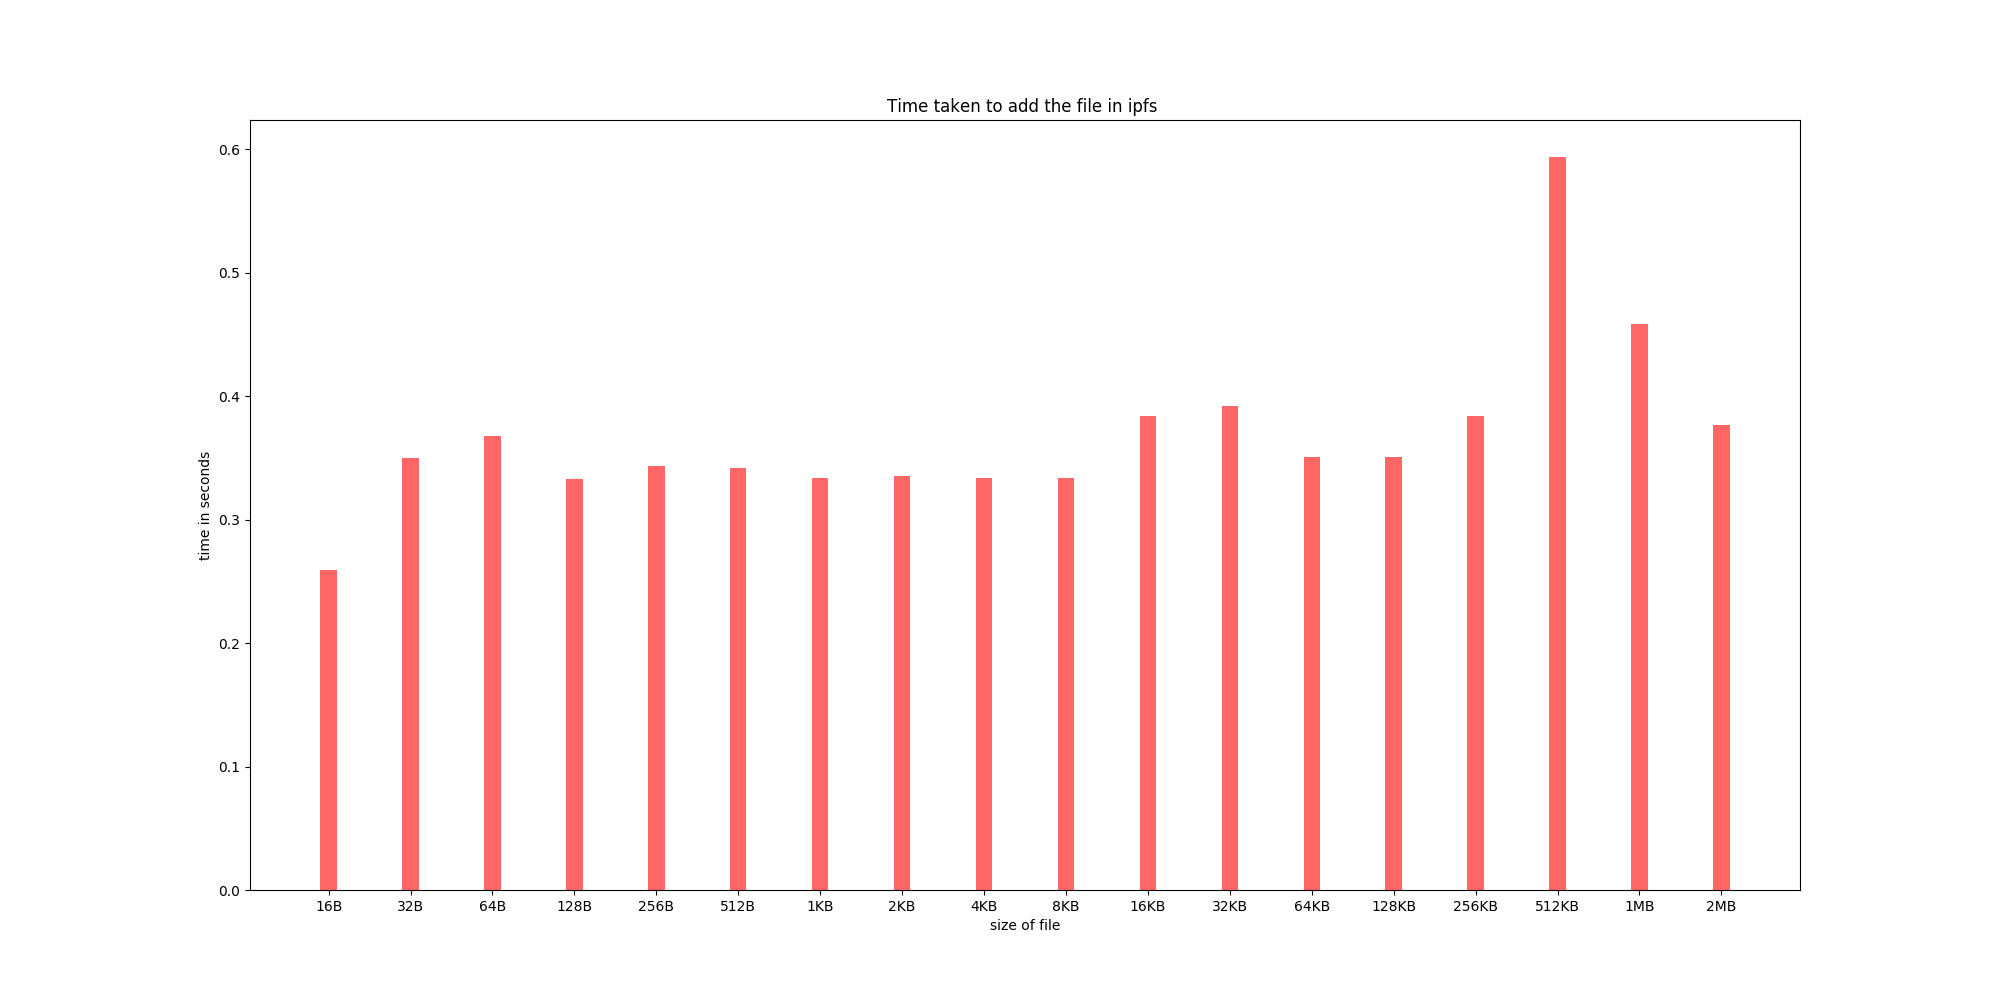 Time taken to add the file in ipfs
0.6
0.5
0.4
0.3
0.2
0.1
0.0
time in seconds
16B 32B 64B 128B 256B 512B 1KB 2KB 4KB 8KB 16KB 32KB 64KB 128KB 256KB 512KB 1MB 2MB
size of file